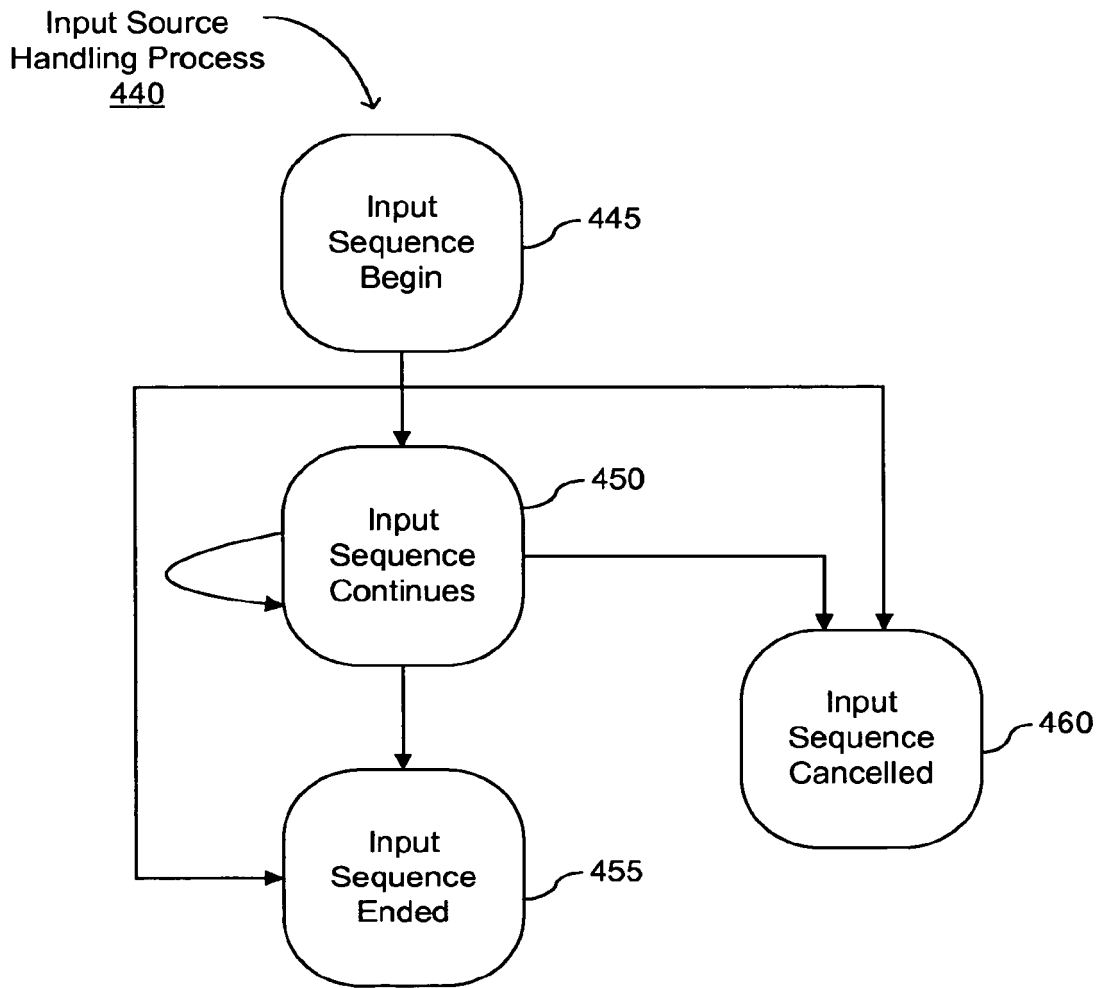 Input Source
Handling Process
440
Input
Sequence
Begin
445
Input
Sequence
Continues
450
Input
Sequence
Cancelled
460
Input
Sequence
Ended
455